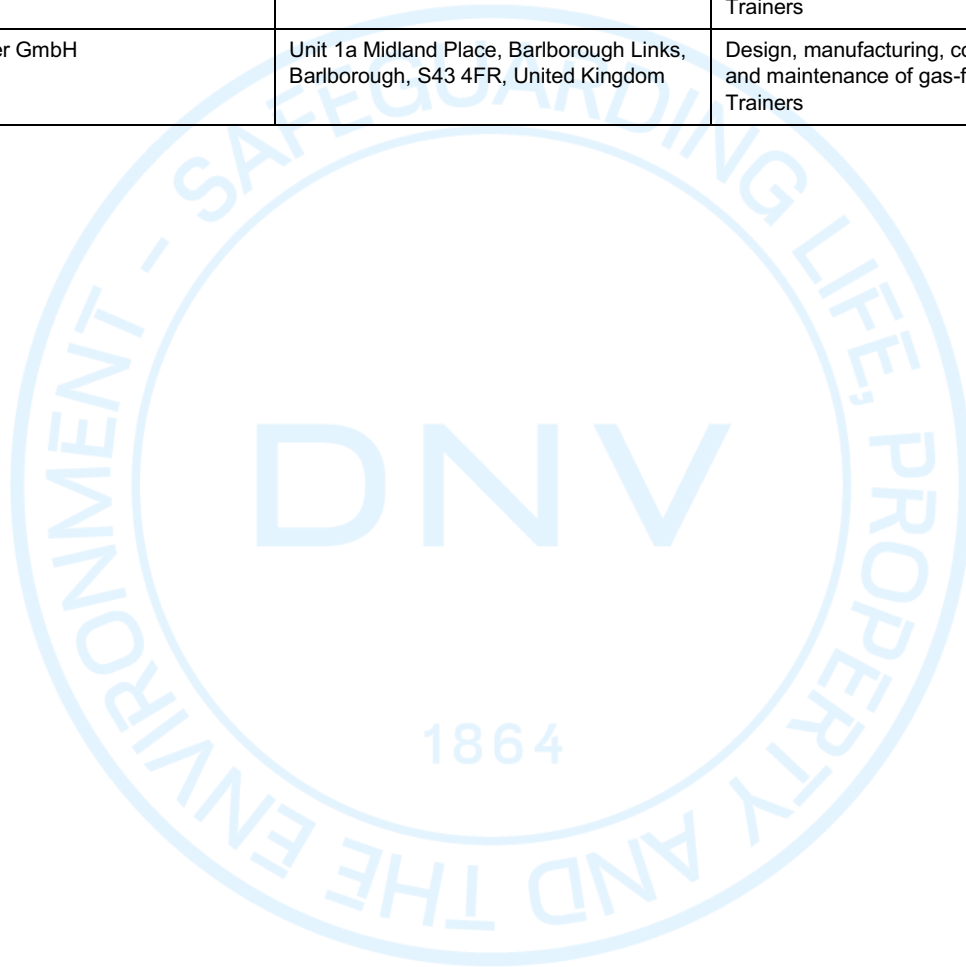 Trainers
er GmbH
Unit 1a Midland Place, Barlborough Links,
Barlborough, S43 4FR, United Kingdom
Design, manufacturing, co
and maintenance of gas-f
Trainers
SAFEGUARDING LIFE, PROPERTY AND THE ENVIRONMENT -
DNV
1864